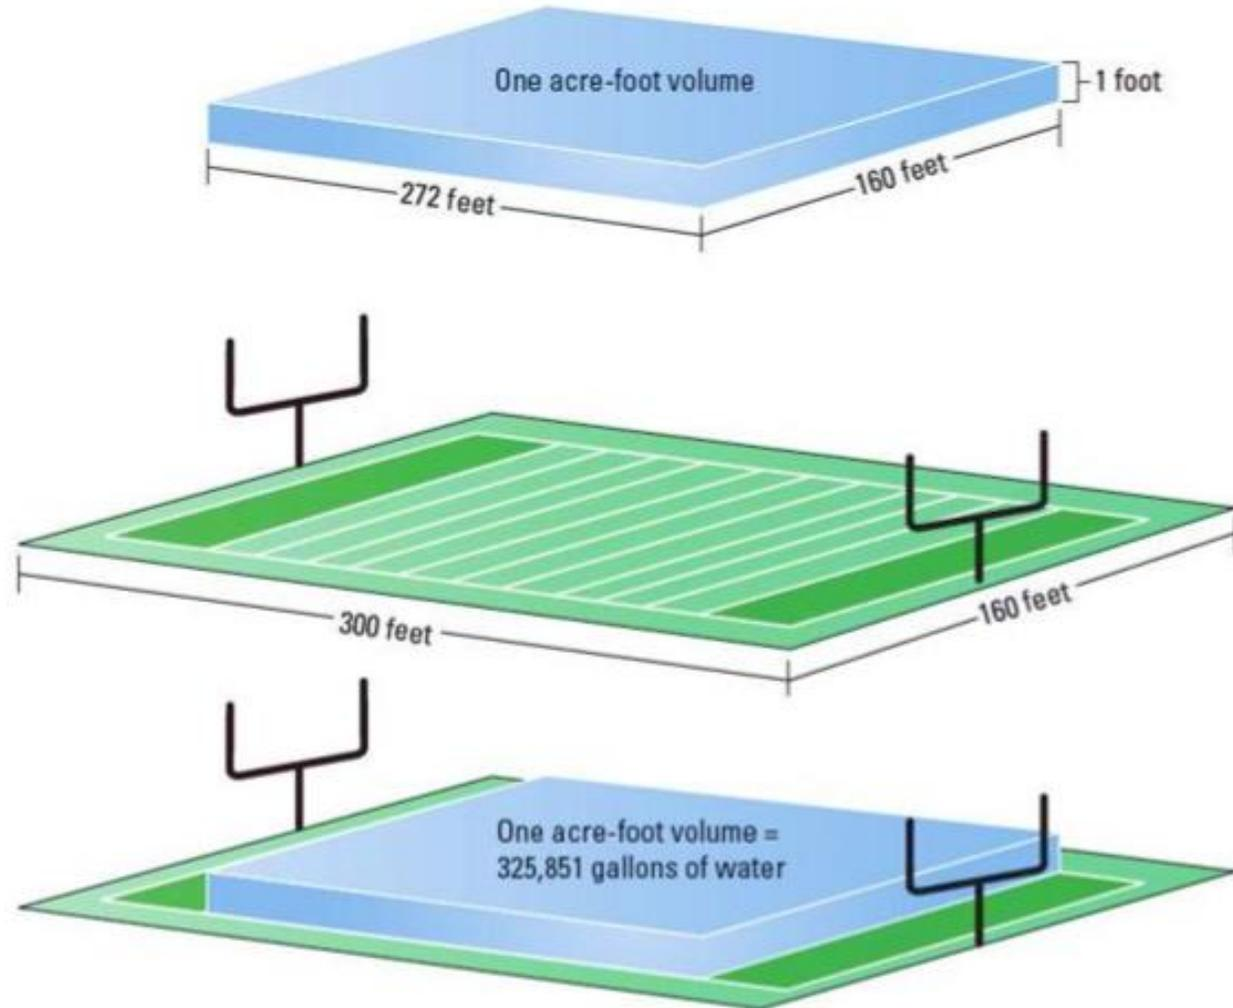 One acre-foot volume
1 foot
272 feet
160 feet
300 feet
160 feet
One acre-foot volume =
325,851 gallons of water